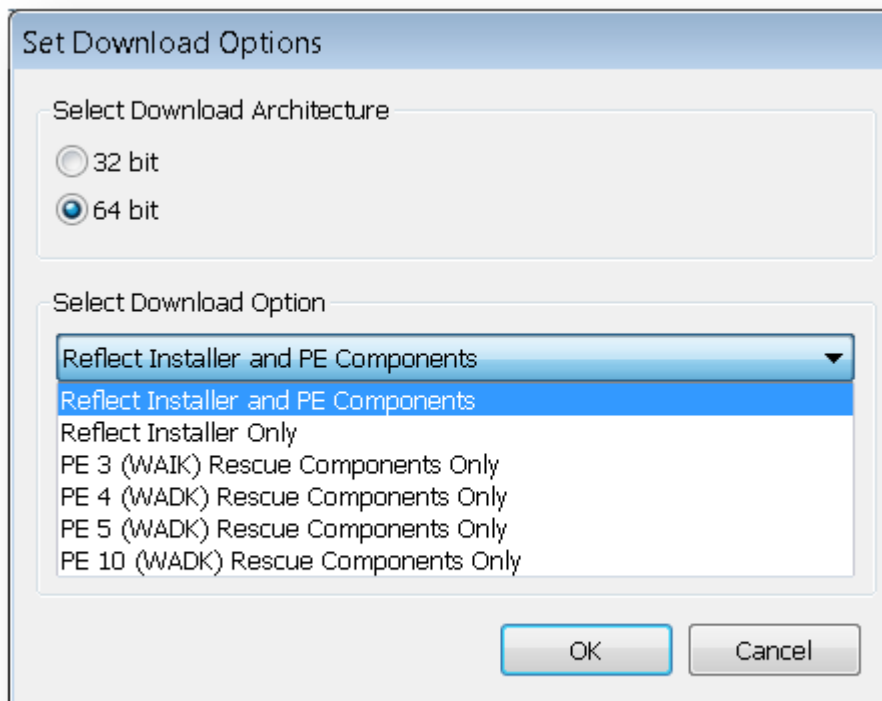 Set Download Options
Select Download Architecture
32 bit
64 bit
Select Download Option
Reflect Installer and PE Components
Reflect Installer and PE Components
Reflect Installer Only
PE 3 (WAIK) Rescue Components Only
PE 4 (WADK) Rescue Components Only
PE 5 (WADK) Rescue Components Only
PE 10 (WADK) Rescue Components Only
OK
Cancel